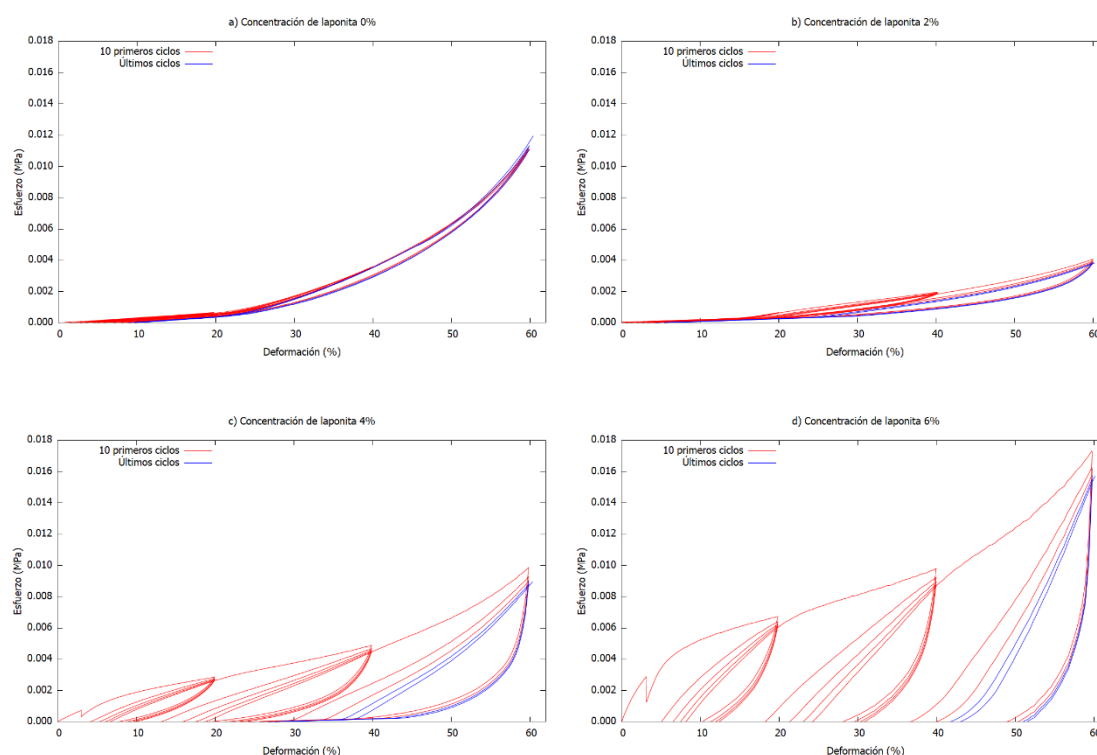 a) Concentración de laponita 0%
10 primeros ciclos
Últimos ciclos
Esfuerzo (MPa)
0.018
0.016
0.014
0.012
0.010
0.008
0.006
0.004
0.002
0.000
0 10 20 30 40 50 60
Deformación (%)
b) Concentración de laponita 2%
10 primeros ciclos
Últimos ciclos
Esfuerzo (MPa)
0.018
0.016
0.014
0.012
0.010
0.008
0.006
0.004
0.002
0.000
0 10 20 30 40 50 60
Deformación (%)
c) Concentración de laponita 4%
10 primeros ciclos
Últimos ciclos
Esfuerzo (MPa)
0.018
0.016
0.014
0.012
0.010
0.008
0.006
0.004
0.002
0.000
0 10 20 30 40 50 60
Deformación (%)
d) Concentración de laponita 6%
10 primeros ciclos
Últimos ciclos
Esfuerzo (MPa)
0.018
0.016
0.014
0.012
0.010
0.008
0.006
0.004
0.002
0.000
0 10 20 30 40 50 60
Deformación (%)